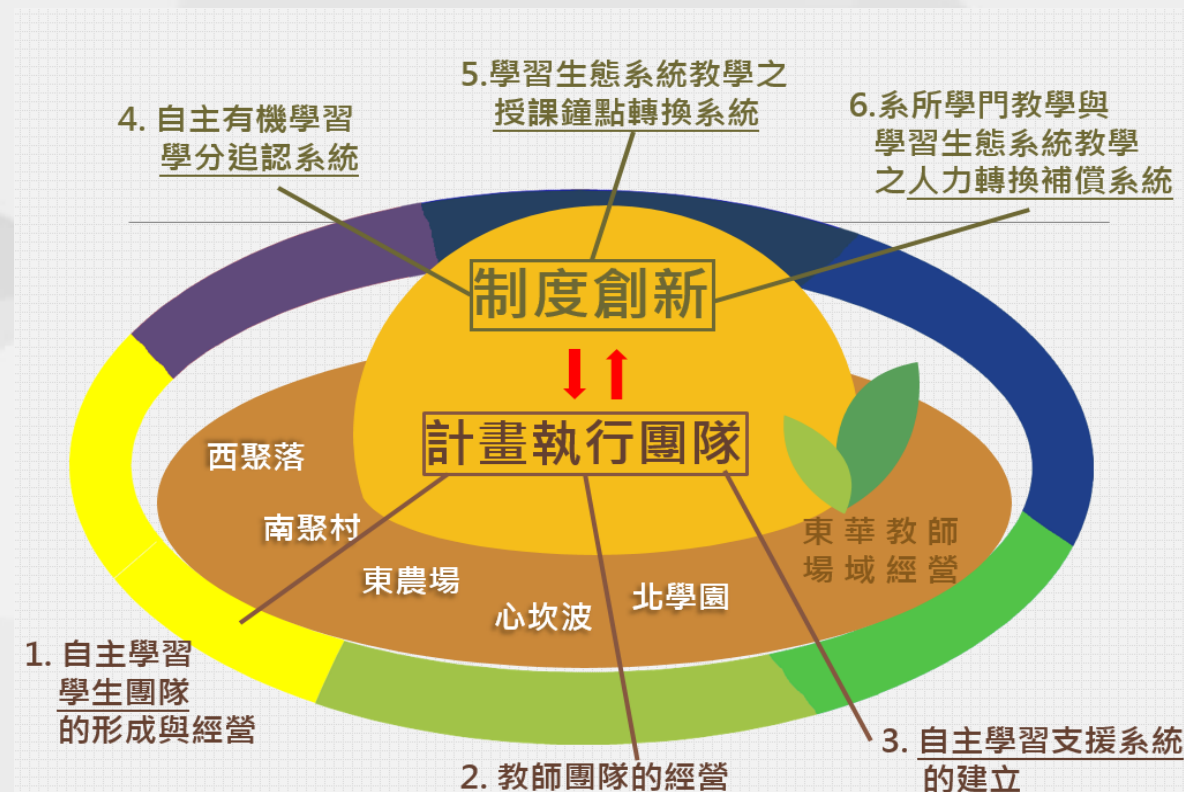 5.學習生態系統教學之
授課鐘點轉換系統
4. 自主有機學習
學分追認系統
6.系所學門教學與
學習生態系統教學
之人力轉換補償系統
制度創新
計畫執行團隊
西聚落
南聚村
東農場
心坎波
北學園
東華教師
場域經營
1. 自主學習
學生團隊
的形成與經營
2. 教師團隊的經營
3. 自主學習支援系統
的建立